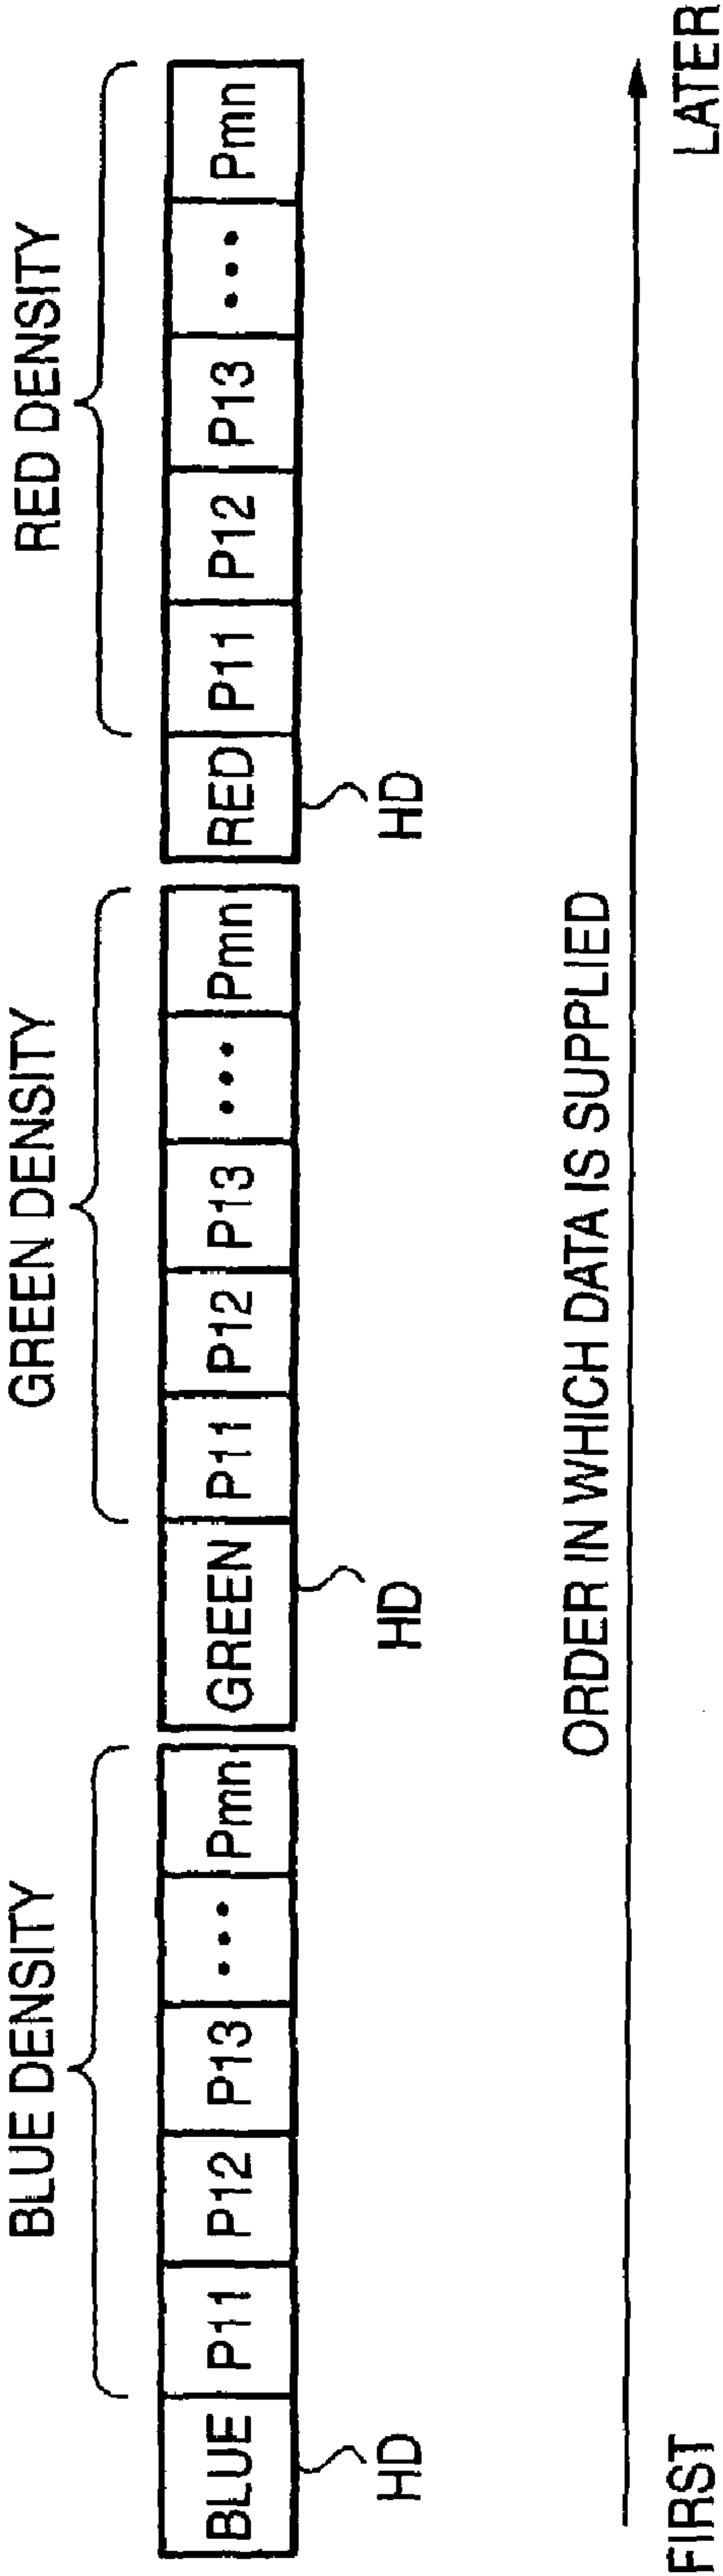 BLUE DENSITY
GREEN DENSITY
RED DENSITY
BLUE P11 P12 P13 ••• Pmn
GREEN P11 P12 P13 ••• Pmn
RED P11 P12 P13 ••• Pmn
HD
HD
HD
ORDER IN WHICH DATA IS SUPPLIED
FIRST
LATER